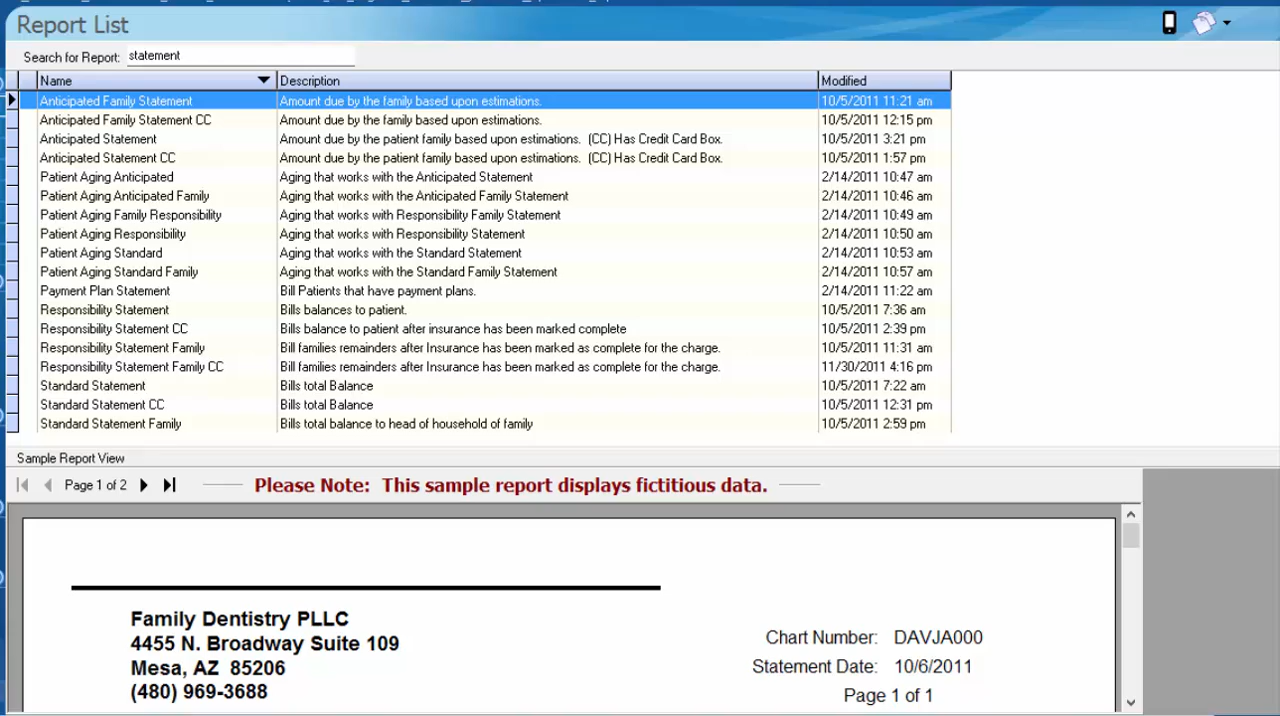 Report List
Search for Report: statement
Name Description Modified
Anticipated Family Statement Amount due by the family based upon estimations. 10/5/2011 11:21 am
Anticipated Family Statement CC Amount due by the family based upon estimations. 10/5/2011 12:15 pm
Anticipated Statement Amount due by the patient family based upon estimations. (CC) Has Credit Card Box. 10/5/2011 3:21 pm
Anticipated Statement CC Amount due by the patient family based upon estimations. (CC) Has Credit Card Box. 10/5/2011 1:57 pm
Patient Aging Anticipated Aging that works with the Anticipated Statement 2/14/2011 10:47 am
Patient Aging Anticipated Family Aging that works with the Anticipated Family Statement 2/14/2011 10:46 am
Patient Aging Family Responsibility Aging that works with Responsibility Family Statement 2/14/2011 10:49 am
Patient Aging Responsibility Aging that works with Responsibility Statement 2/14/2011 10:50 am
Patient Aging Standard Aging that works with the Standard Statement 2/14/2011 10:53 am
Patient Aging Standard Family Aging that works with the Standard Family Statement 2/14/2011 10:57 am
Payment Plan Statement Bill Patients that have payment plans. 2/14/2011 11:22 am
Responsibility Statement Bills balances to patient. 10/5/2011 7:36 am
Responsibility Statement CC Bills balance to patient after insurance has been marked complete 10/5/2011 2:39 pm
Responsibility Statement Family Bill families remainders after Insurance has been marked as complete for the charge. 10/5/2011 11:31 am
Responsibility Statement Family CC Bill families remainders after Insurance has been marked as complete for the charge. 11/30/2011 4:16 pm
Standard Statement Bills total Balance 10/5/2011 7:22 am
Standard Statement CC Bills total Balance 10/5/2011 12:31 pm
Standard Statement Family Bills total balance to head of household of family 10/5/2011 2:59 pm
Sample Report View
Page 1 of 2 Please Note: This sample report displays fictitious data.
Family Dentistry PLLC
4455 N. Broadway Suite 109
Mesa, AZ 85206
(480) 969-3688
Chart Number: DAVJA000
Statement Date: 10/6/2011
Page 1 of 1